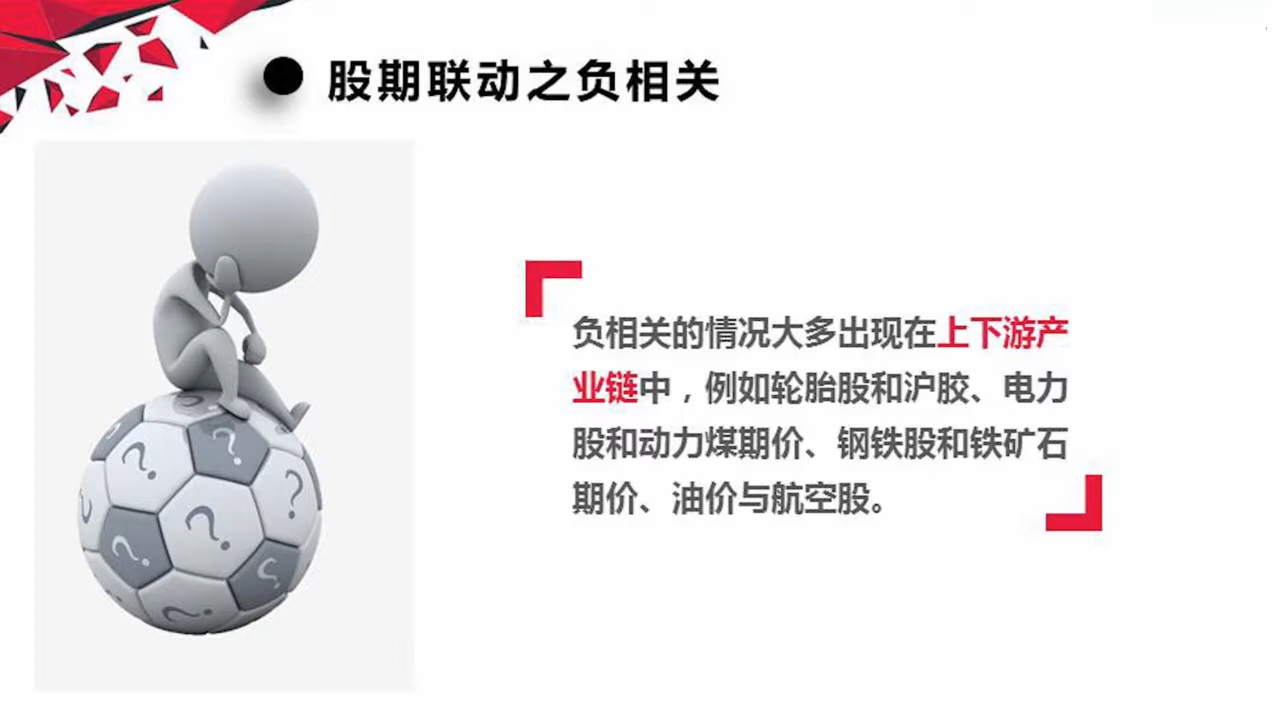 股期联动之负相关
负相关的情况大多出现在上下游产
业链中，例如轮胎股和沪胶、电力
股和动力煤期价、钢铁股和铁矿石
期价、油价与航空股。
?
?
?
?
?
?
?